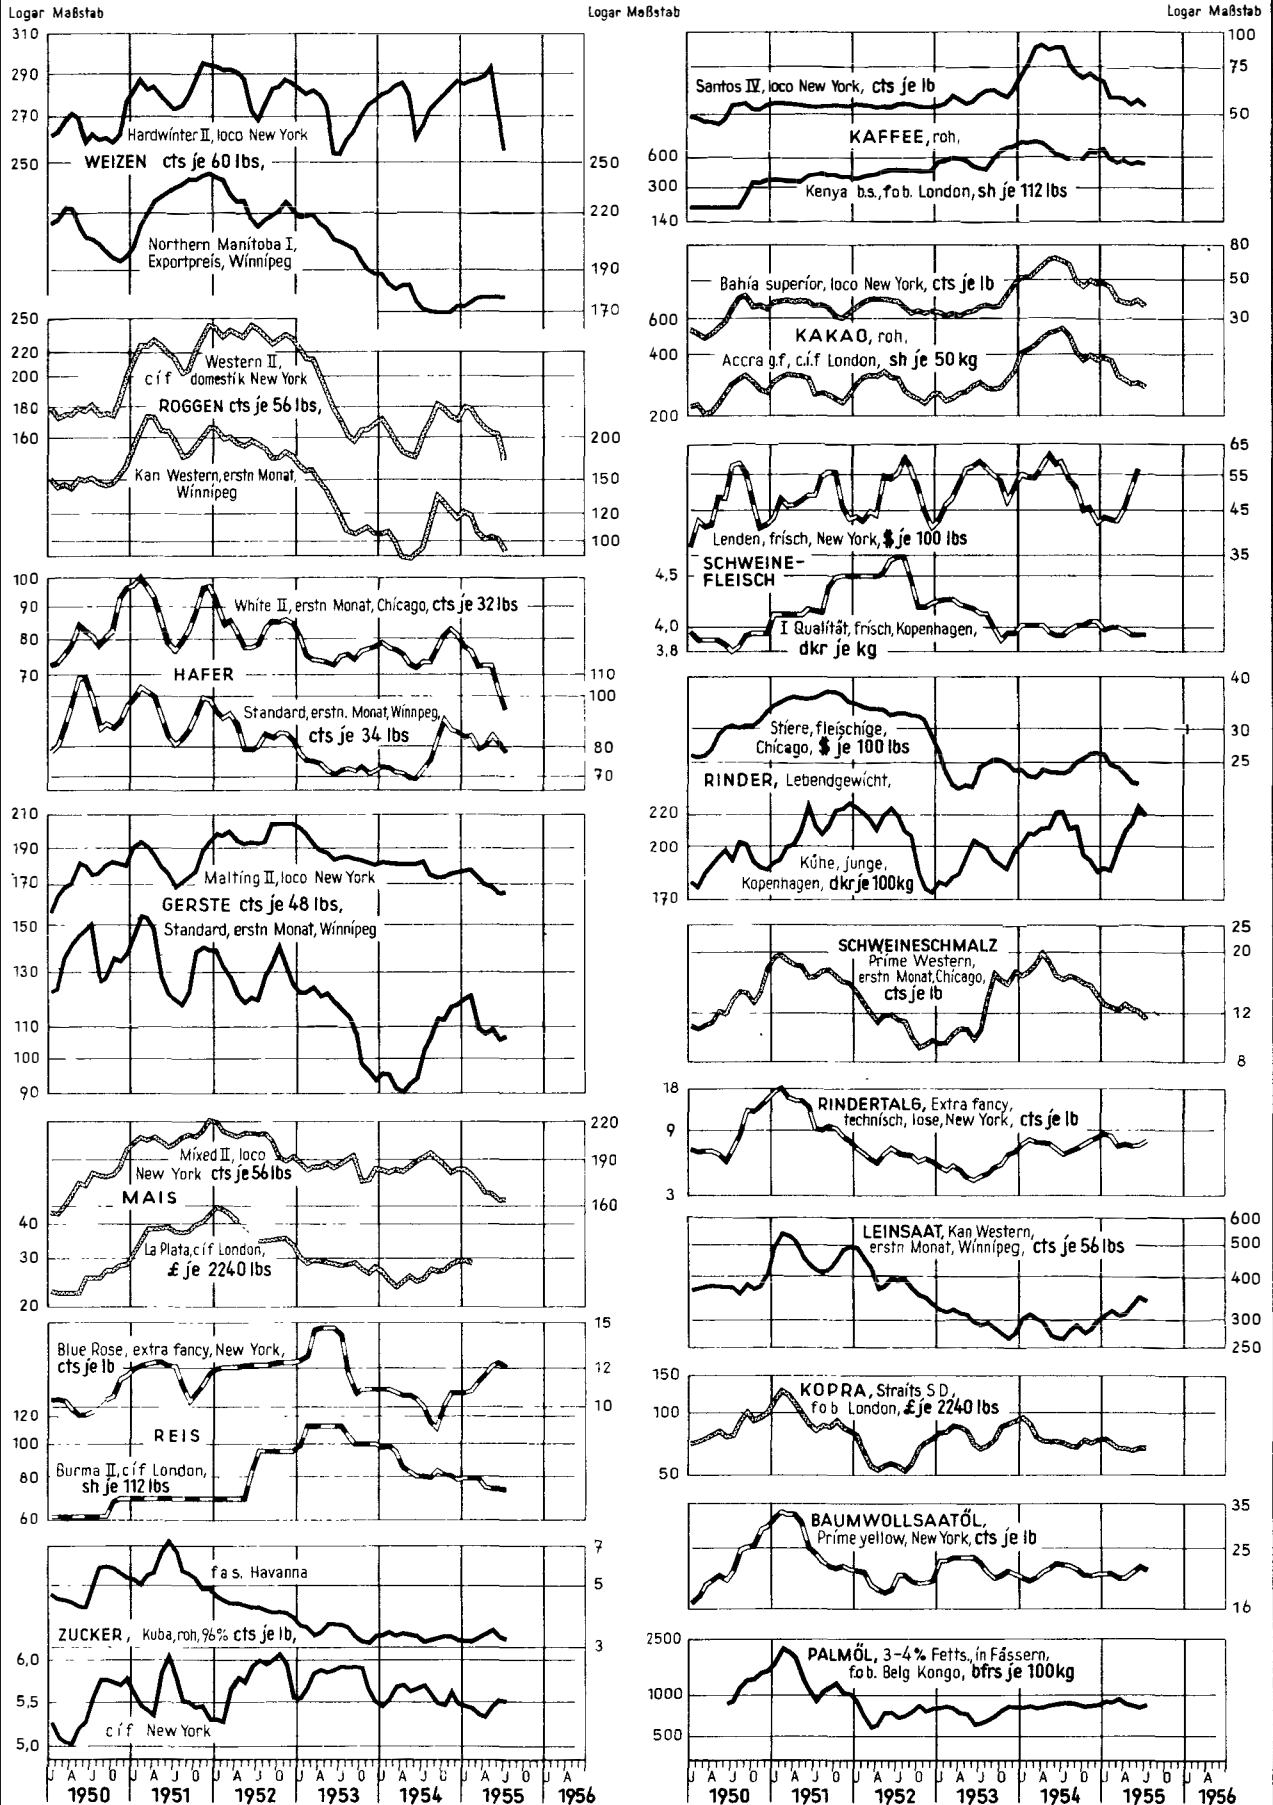 Logar Maßstab
Logar Maßstab
Logar Maßstab
310
290
270
250
Hardwinter II, loco New York
WEIZEN cts je 60 lbs,
250
220
190
170
Northern Manitoba I,
Exportpreis, Winnipeg
250
220
200
180
160
Western II,
cif domestik New York
ROGGEN cts je 56 lbs,
Kan Western, erstn Monat,
Winnipeg
200
150
120
100
100
90
80
70
White II, erstn Monat, Chicago, cts je 32 lbs
HAFER
Standard, erstn. Monat, Winnpeg,
cts je 34 lbs
110
100
80
70
210
190
170
150
130
110
100
90
Malting II, loco New York
GERSTE cts je 48 lbs,
Standard, erstn Monat, Winnipeg
220
190
160
Mixed II, loco
New York cts je 56 lbs
MAIS
40
30
20
La Plata, cif London,
£ je 2240 lbs
15
12
10
Blue Rose, extra fancy, New York,
cts je lb
REIS
120
100
80
60
Burma II, cif London,
sh je 112 lbs
7
5
3
fas. Havanna
ZUCKER, Kuba, roh, 96% cts je lb,
6,0
5,5
5,0
cif New York
J A J O J A J O J A J O J A J O J A J O J A J O J A
1950 1951 1952 1953 1954 1955 1956
100
75
50
Santos IV, loco New York, cts je lb
KAFFEE, roh,
600
300
140
Kenya b.s., fob. London, sh je 112 lbs
80
50
30
Bahia superior, loco New York, cts je lb
KAKAO, roh,
600
400
200
Accra g.f, c.i.f London, sh je 50 kg
65
55
45
35
Lenden, frisch, New York, $ je 100 lbs
SCHWEINE-
FLEISCH
4,5
4,0
3,8
I Qualität, frisch, Kopenhagen,
dkr je kg
40
30
25
Stiere, fleischige,
Chicago, $ je 100 lbs
RINDER, Lebendgewicht,
220
200
170
Kühe, junge,
Kopenhagen, dkr je 100 kg
25
20
12
8
SCHWEINESCHMALZ
Prime Western,
erstn Monat, Chicago,
cts je lb
18
9
3
RINDERTALG, Extra fancy,
technisch, lose, New York, cts je lb
600
500
400
300
250
LEINSAAT, Kan Western,
erstn Monat, Winnipeg, cts je 56 lbs
150
100
50
KOPRA, Straits S D,
fob London, £ je 2240 lbs
35
25
16
BAUMWOLLSAATÖL,
Prime yellow, New York, cts je lb
2500
1000
500
PALMÖL, 3-4% Fetts., in Fässern,
fob. Belg Kongo, bfrs je 100 kg
J A J O J A J O J A J O J A J O J A J O J A J O J A
1950 1951 1952 1953 1954 1955 1956